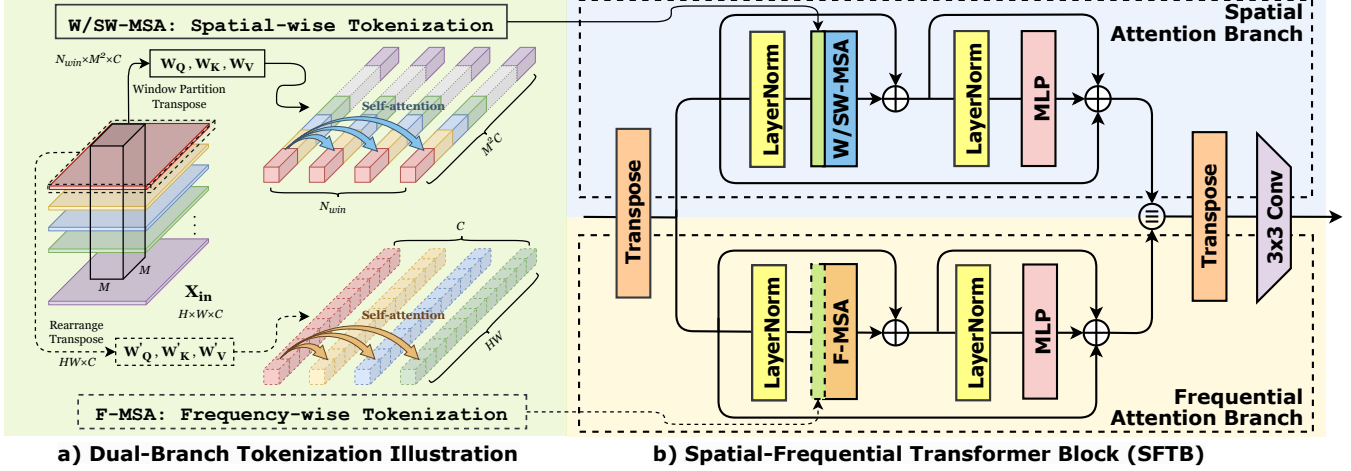 W/SW-MSA: Spatial-wise Tokenization
N_win×M²×C
W_Q, W_K, W_V
Window Partition
Transpose
Self-attention
M²C
N_win
M
M
X_in
H×W×C
C
Self-attention
HW
Rearrange
Transpose
HW×C
W'_Q, W'_K, W'_V
F-MSA: Frequency-wise Tokenization
a) Dual-Branch Tokenization Illustration
Spatial
Attention Branch
Transpose
LayerNorm
W/SW-MSA
LayerNorm
MLP
LayerNorm
F-MSA
LayerNorm
MLP
Transpose
3x3 Conv
Frequential
Attention Branch
b) Spatial-Frequential Transformer Block (SFTB)